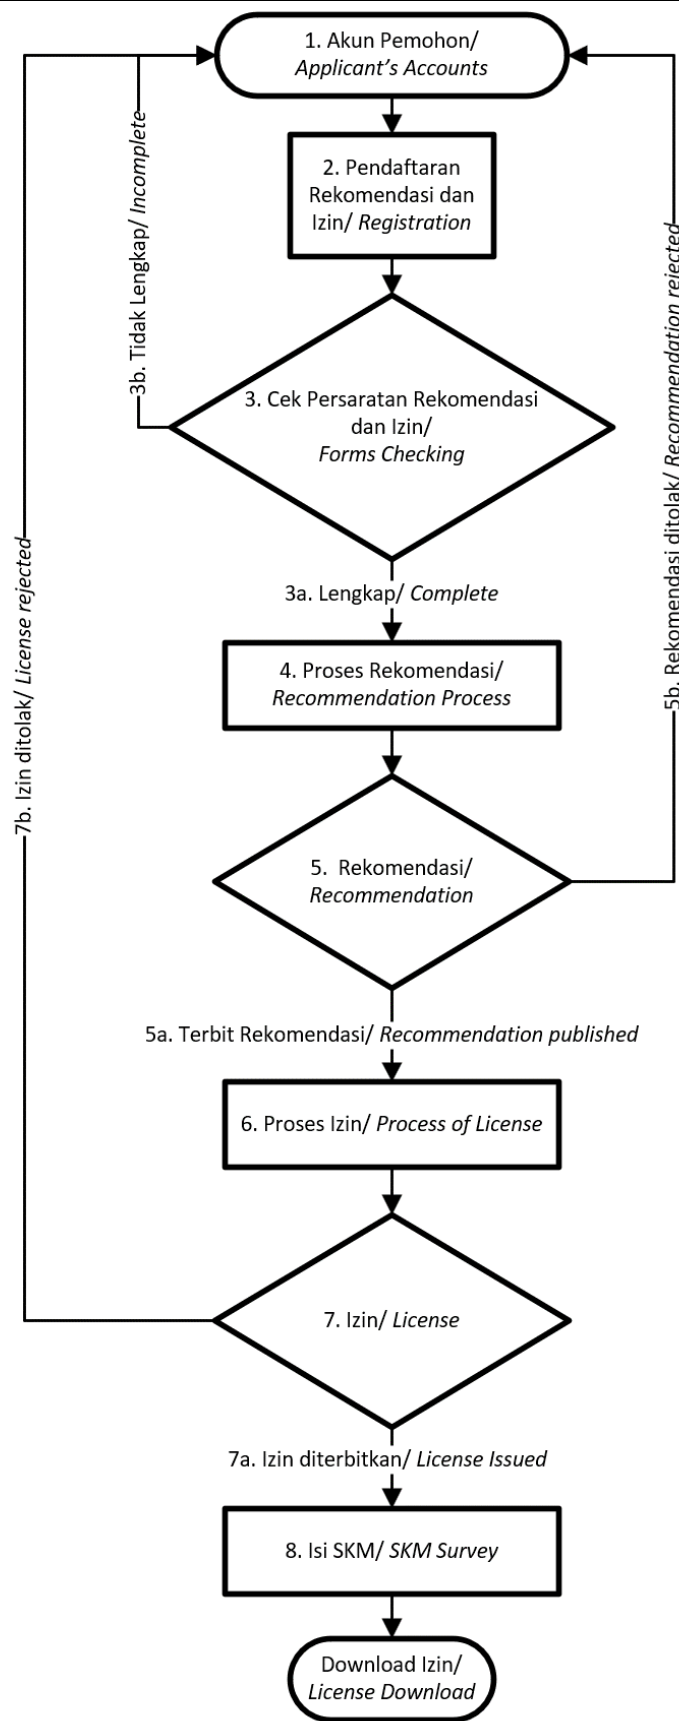 1. Akun Pemohon/
Applicant's Accounts
2. Pendaftaran
Rekomendasi dan
Izin/ Registration
3b. Tidak Lengkap/ Incomplete
3. Cek Persaratan Rekomendasi
dan Izin/
Forms Checking
5b. Rekomendasi ditolak/ Recommendation rejected
3a. Lengkap/ Complete
7b. Izin ditolak/ License rejected
4. Proses Rekomendasi/
Recommendation Process
5. Rekomendasi/
Recommendation
5a. Terbit Rekomendasi/ Recommendation published
6. Proses Izin/ Process of License
7. Izin/ License
7a. Izin diterbitkan/ License Issued
8. Isi SKM/ SKM Survey
Download Izin/
License Download